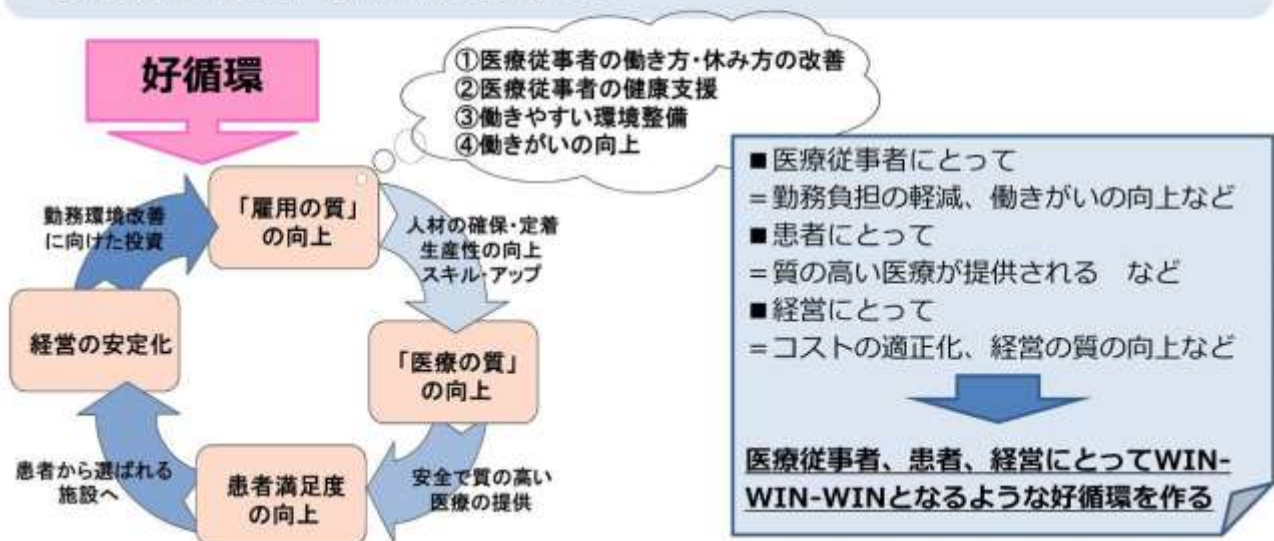 好循環
①医療従事者の働き方・休み方の改善
②医療従事者の健康支援
③働きやすい環境整備
④働きがいの向上
「雇用の質」
の向上
勤務環境改善
に向けた投資
人材の確保・定着
生産性の向上
スキル・アップ
経営の安定化
「医療の質」
の向上
患者から選ばれる
施設へ
患者満足度
の向上
安全で質の高い
医療の提供
■医療従事者にとって
=勤務負担の軽減、働きがいの向上など
■患者にとって
=質の高い医療が提供される　など
■経営にとって
=コストの適正化、経営の質の向上など
医療従事者、患者、経営にとってWIN-
WIN-WINとなるような好循環を作る